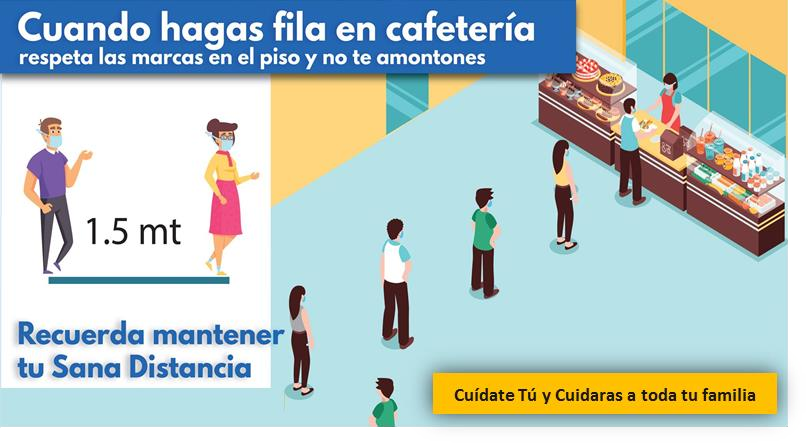 Cuando hagas fila en cafetería
respeta las marcas en el piso y no te amontones
1.5 mt
Recuerda mantener
tu Sana Distancia
Cuídate Tú y Cuidaras a toda tu familia